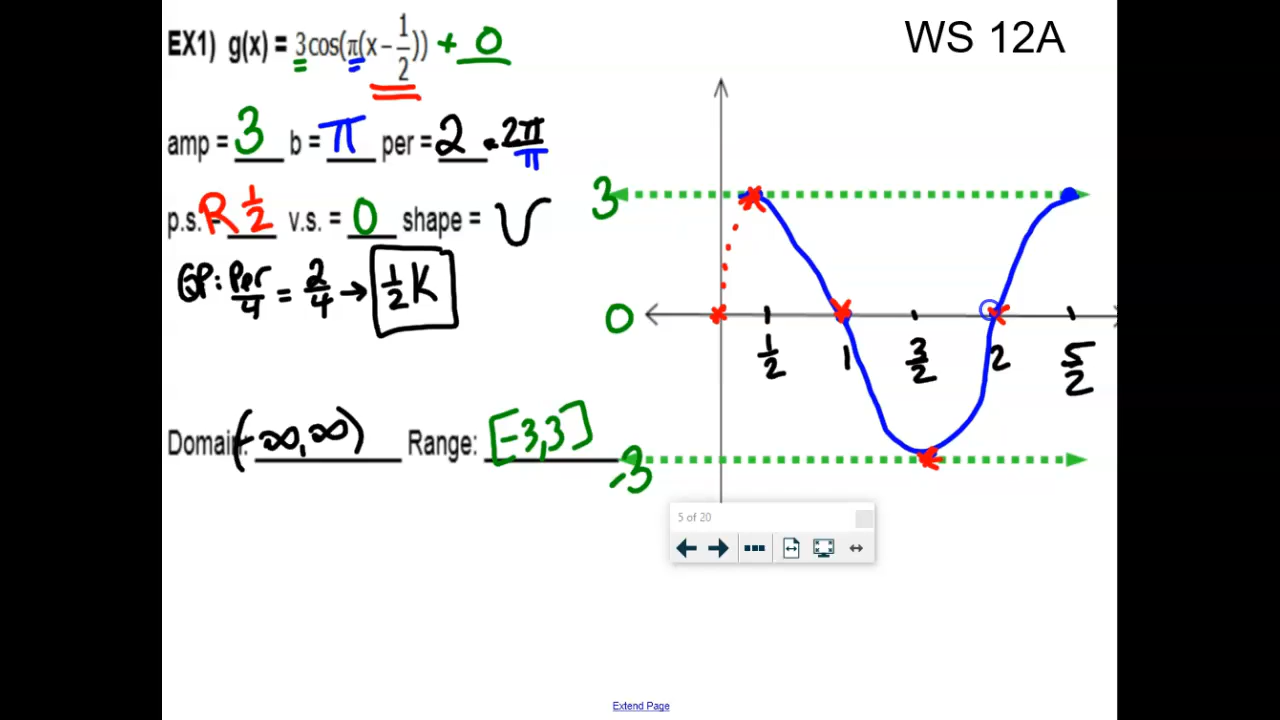 WS 12A
EX1) g(x) = 3cos(π(x − 1/2)) + 0
amp = 3 b = π per = 2 = 2π/π
p.s. = R 1/2 v.s. = 0 shape =
QP: Per/4 = 2/4 → 1/2 K
Domain: (-∞, ∞) Range: [-3, 3]
3
0
1/2 1 3/2 2 5/2
-3
5 of 20
Extend Page